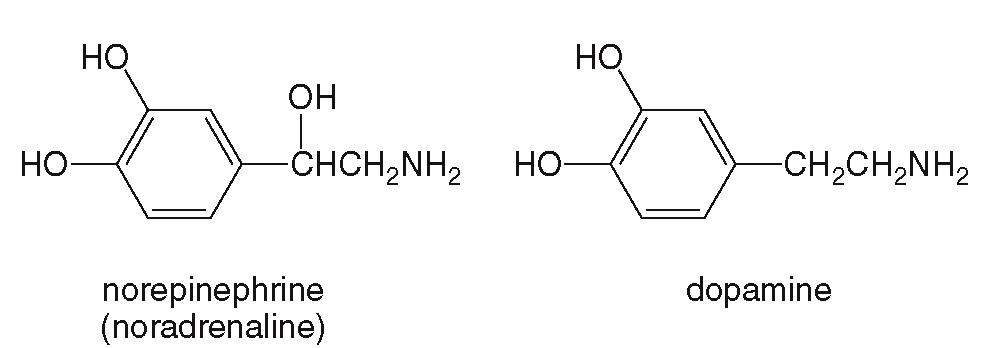 HO
OH
HO
CHCH₂NH₂
norepinephrine
(noradrenaline)
HO
HO
CH₂CH₂NH₂
dopamine